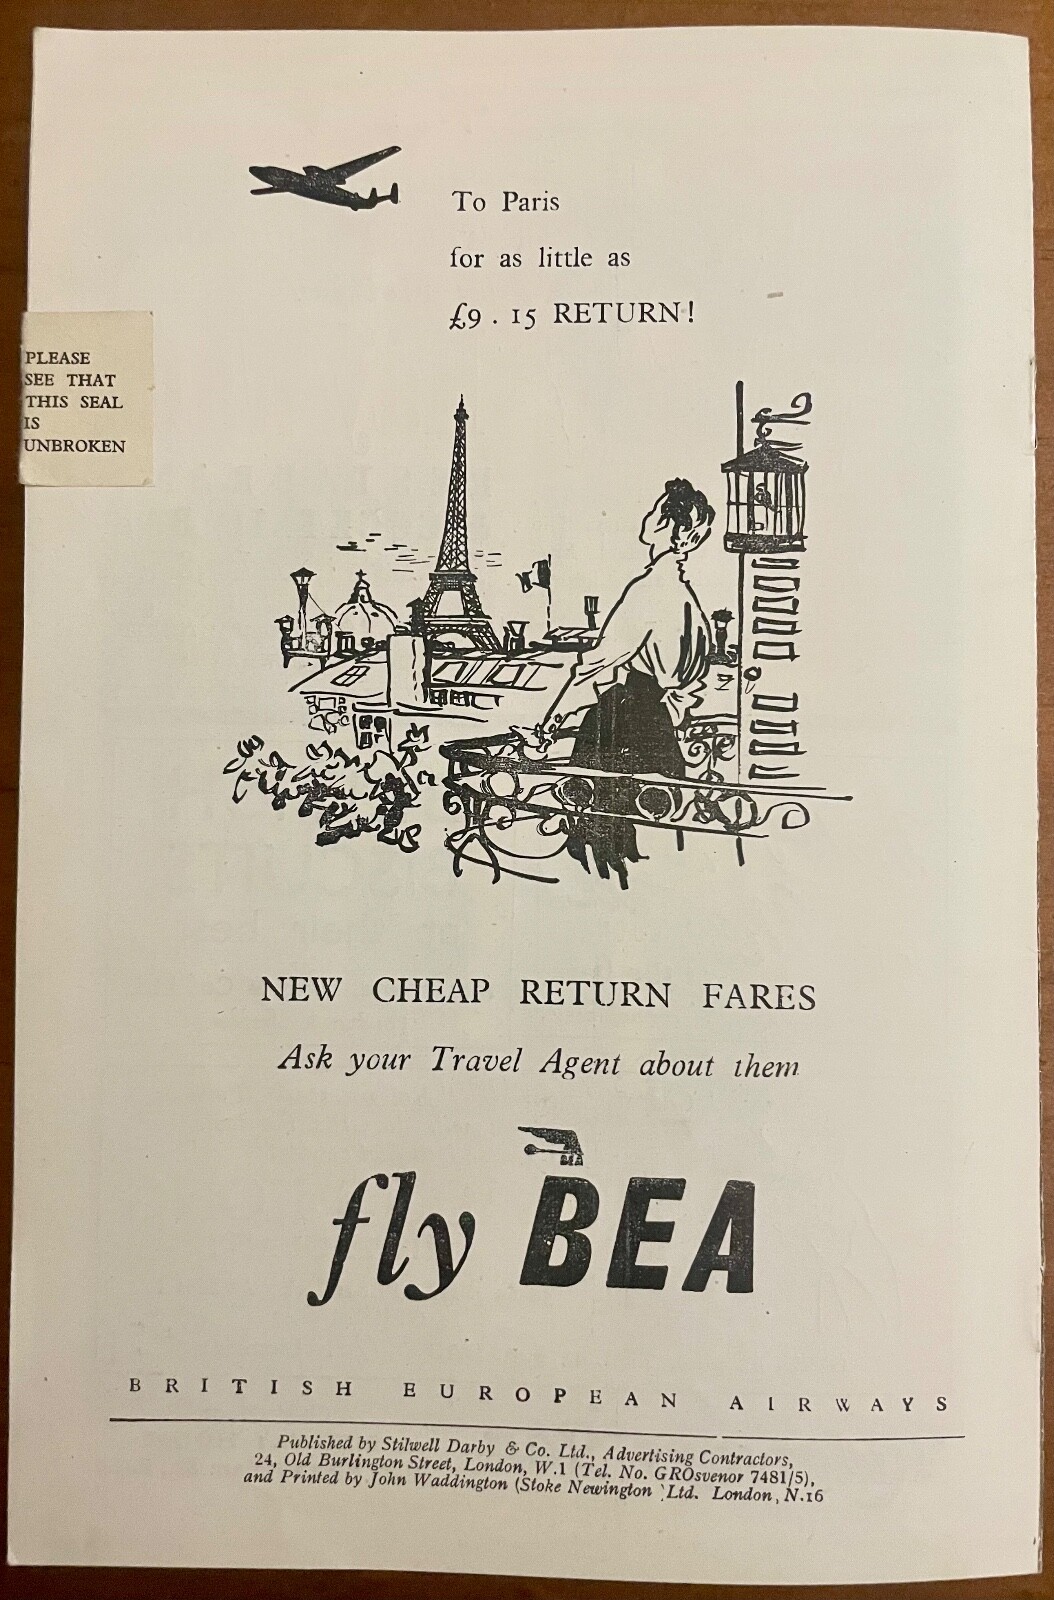 To Paris
for as little as
£9 . 15 RETURN!
PLEASE
SEE THAT
THIS SEAL
IS
UNBROKEN
NEW CHEAP RETURN FARES
Ask your Travel Agent about them
BEA
fly BEA
BRITISH EUROPEAN AIRWAYS
Published by Stilwell Darby & Co. Ltd., Advertising Contractors,
24, Old Burlington Street, London, W.1 (Tel. No. GROsvenor 7481/5),
and Printed by John Waddington (Stoke Newington) Ltd. London, N.16